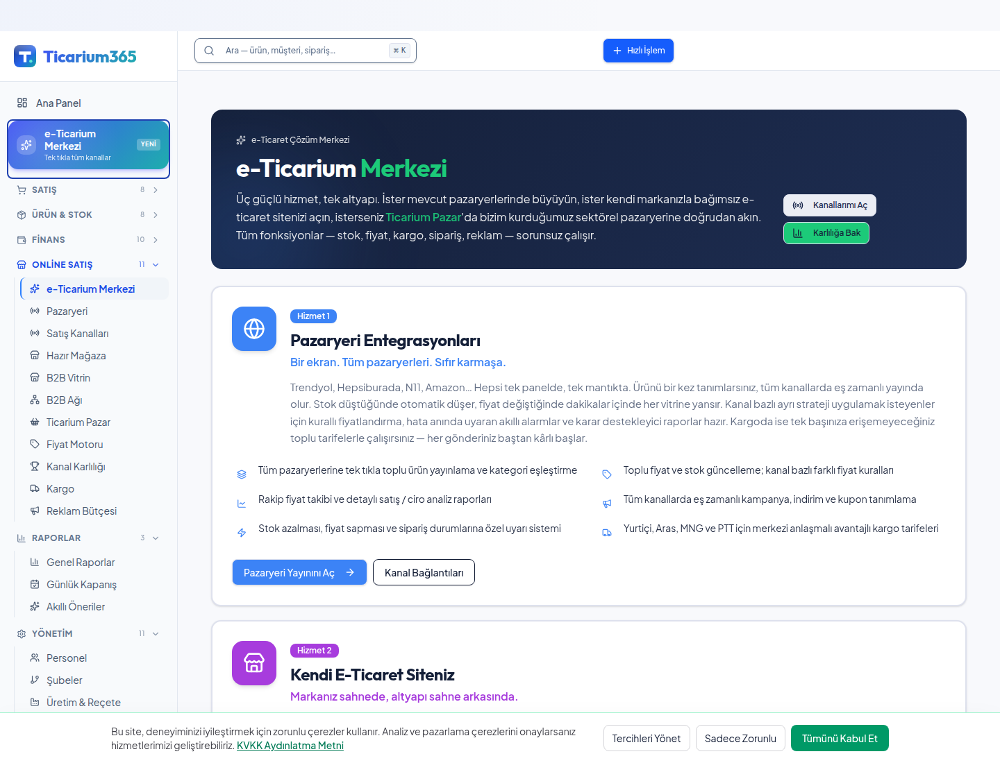 Ticarium365
Ara — ürün, müşteri, sipariş...
⌘ K
Hızlı İşlem
Ana Panel
e-Ticarium
Merkezi
Tek tıkla tüm kanallar
YENİ
SATIŞ 8
ÜRÜN & STOK 8
FİNANS 10
ONLİNE SATIŞ 11
e-Ticarium Merkezi
Pazaryeri
Satış Kanalları
Hazır Mağaza
B2B Vitrin
B2B Ağı
Ticarium Pazar
Fiyat Motoru
Kanal Karlılığı
Kargo
Reklam Bütçesi
RAPORLAR 3
Genel Raporlar
Günlük Kapanış
Akıllı Öneriler
YÖNETİM 11
Personel
Şubeler
Üretim & Reçete
e-Ticaret Çözüm Merkezi
e-Ticarium Merkezi
Üç güçlü hizmet, tek altyapı. İster mevcut pazaryerlerinde büyüyün, ister kendi markanızla bağımsız e-
ticaret sitenizi açın, isterseniz Ticarium Pazar'da bizim kurduğumuz sektörel pazaryerine doğrudan akın.
Tüm fonksiyonlar — stok, fiyat, kargo, sipariş, reklam — sorunsuz çalışır.
Kanallarımı Aç
Karlılığa Bak
Hizmet 1
Pazaryeri Entegrasyonları
Bir ekran. Tüm pazaryerleri. Sıfır karmaşa.
Trendyol, Hepsiburada, N11, Amazon… Hepsi tek panelde, tek mantıkta. Ürünü bir kez tanımlarsınız, tüm kanallarda eş zamanlı yayında
olur. Stok düştüğünde otomatik düşer, fiyat değiştiğinde dakikalar içinde her vitrine yansır. Kanal bazlı ayrı strateji uygulamak isteyenler
için kurallı fiyatlandırma, hata anında uyaran akıllı alarmlar ve karar destekleyici raporlar hazır. Kargoda ise tek başınıza erişemeyeceğiniz
toplu tarifelerle çalışırsınız — her gönderiniz baştan kârlı başlar.
Tüm pazaryerlerine tek tıkla toplu ürün yayınlama ve kategori eşleştirme
Toplu fiyat ve stok güncelleme; kanal bazlı farklı fiyat kuralları
Rakip fiyat takibi ve detaylı satış / ciro analiz raporları
Tüm kanallarda eş zamanlı kampanya, indirim ve kupon tanımlama
Stok azalması, fiyat sapması ve sipariş durumlarına özel uyarı sistemi
Yurtiçi, Aras, MNG ve PTT için merkezi anlaşmalı avantajlı kargo tarifeleri
Pazaryeri Yayınını Aç
Kanal Bağlantıları
Hizmet 2
Kendi E-Ticaret Siteniz
Markanız sahnede, altyapı sahne arkasında.
Bu site, deneyiminizi iyileştirmek için zorunlu çerezler kullanır. Analiz ve pazarlama çerezlerini onaylarsanız
hizmetlerimizi geliştirebiliriz. KVKK Aydınlatma Metni
Tercihleri Yönet
Sadece Zorunlu
Tümünü Kabul Et